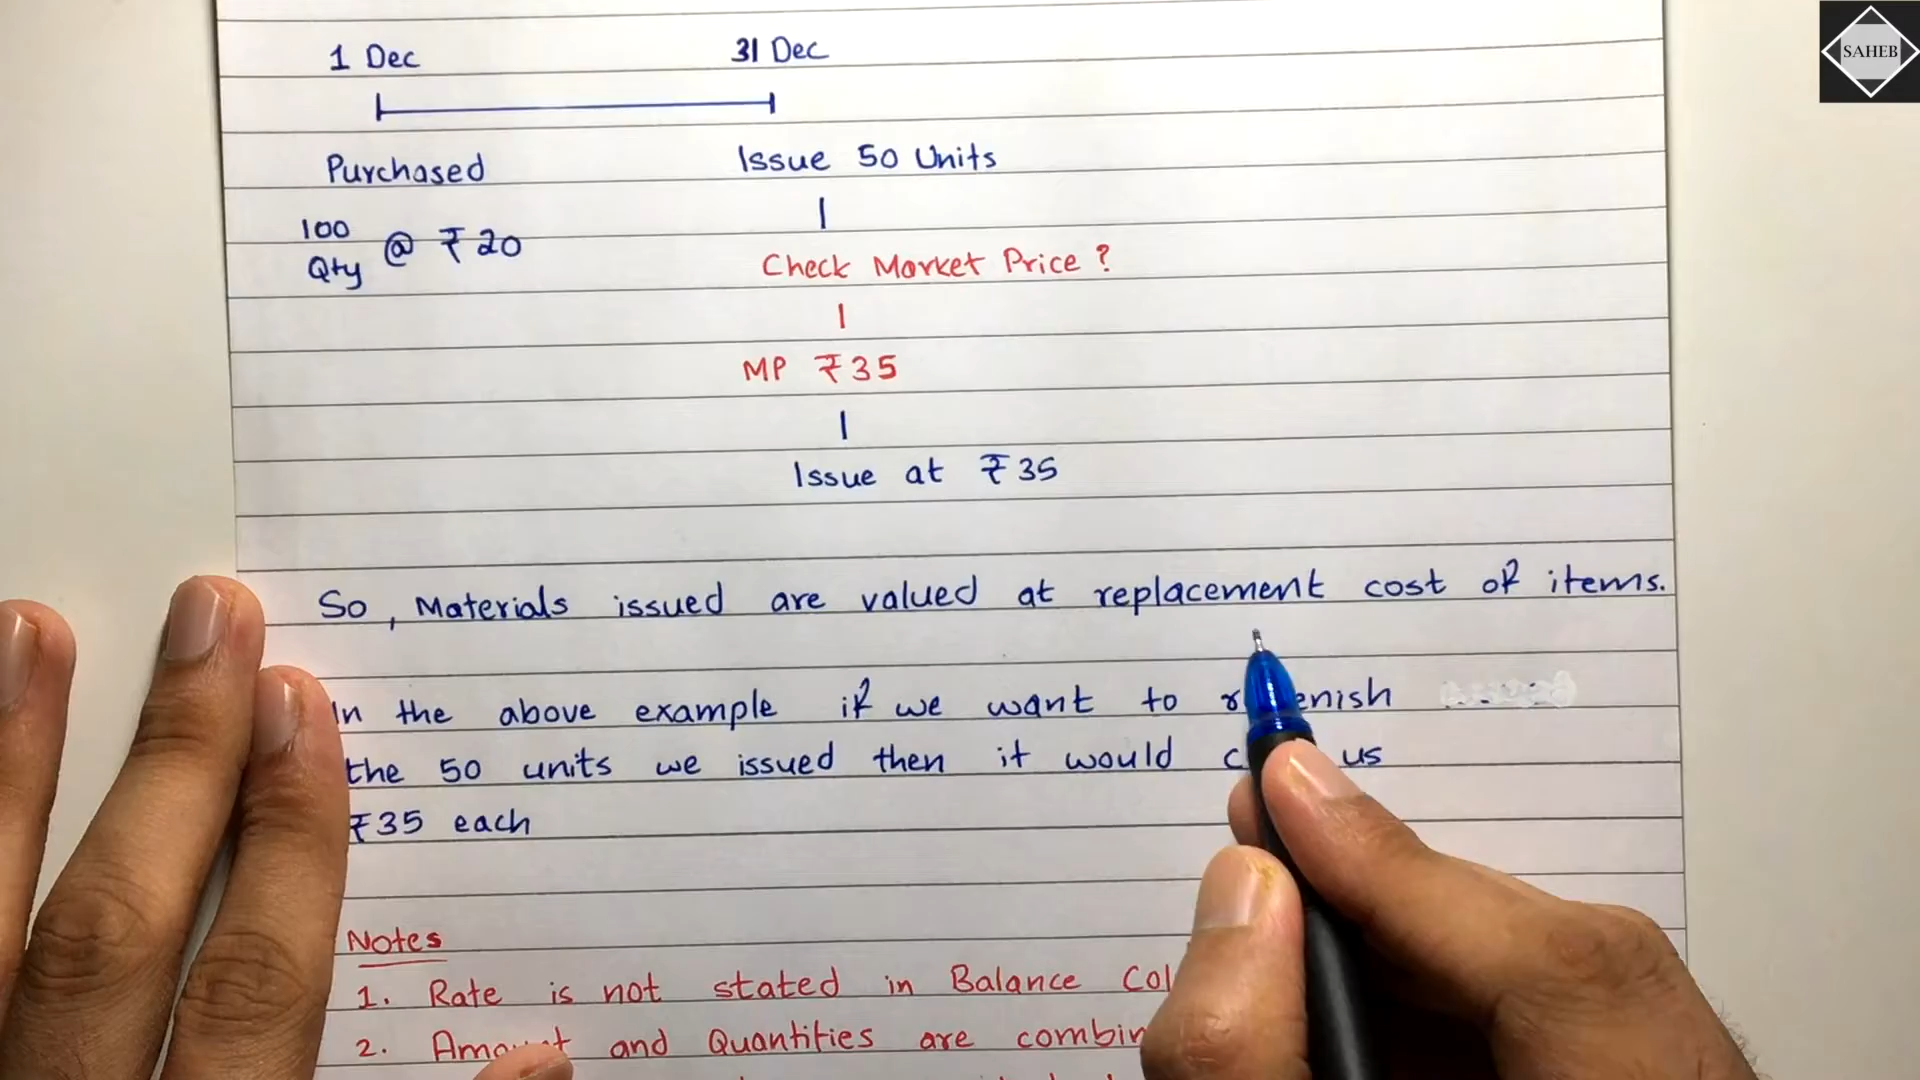 SAHEB
1 Dec
31 Dec
Purchased
Issue 50 Units
100 Qty @ ₹20
Check Market Price ?
MP ₹35
Issue at ₹35
So, Materials issued are valued at replacement cost of items.
In the above example if we want to
the 50 units we issued then it would us
₹35 each
Notes
1. Rate is not stated in Balance
2. and Quantities are